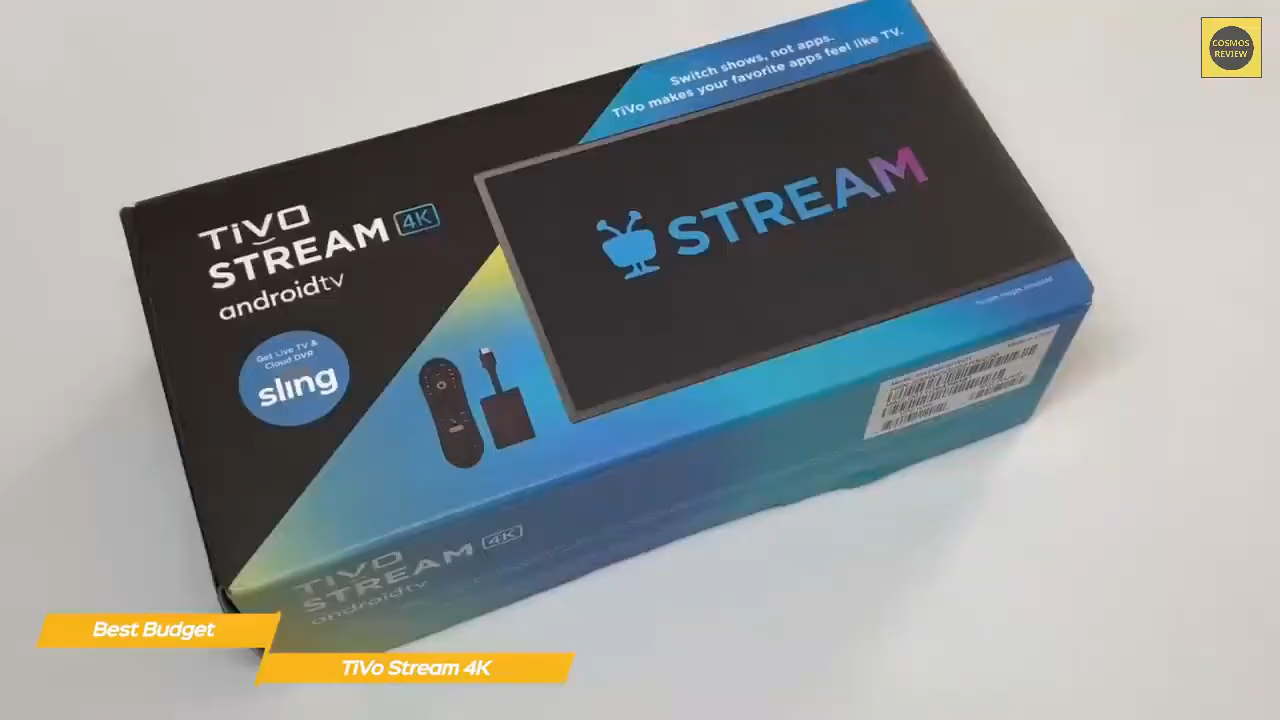 COSMOS
REVIEW
Switch shows, not apps.
TiVo makes your favorite apps feel like TV.
TiVo
STREAM 4K
androidtv
STREAM
Get Live TV &
Cloud DVR
sling
TiVo
STREAM 4K
androidtv
Best Budget
TiVo Stream 4K